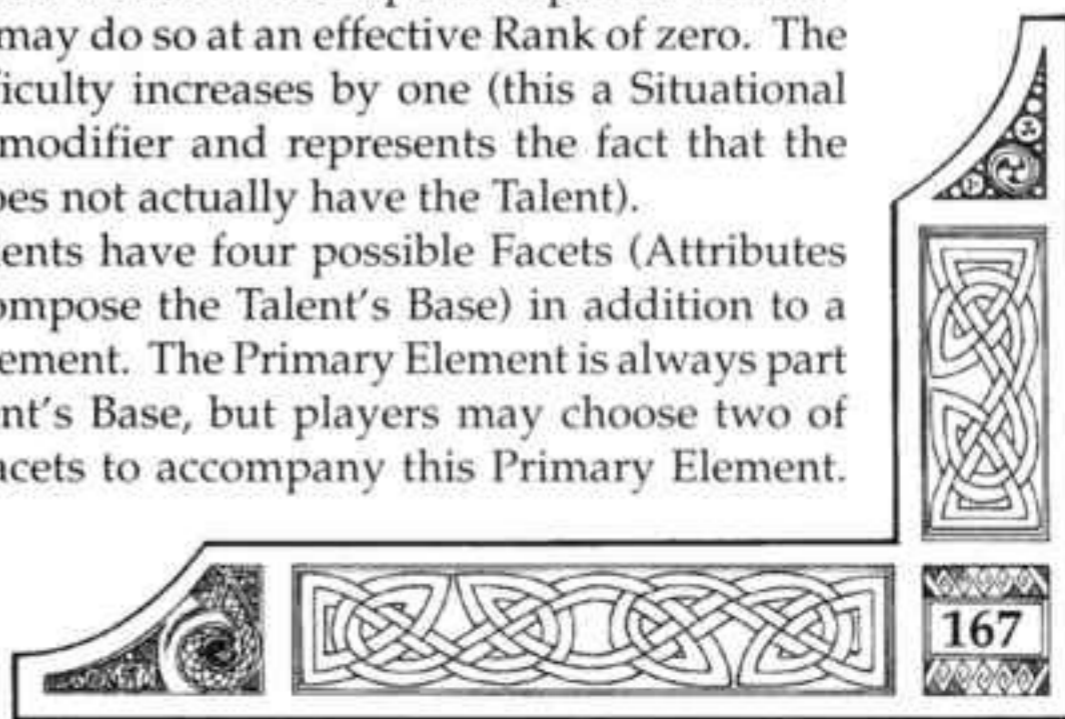 may do so at an effective Rank of zero. The
ficulty increases by one (this a Situational
modifier and represents the fact that the
oes not actually have the Talent).
ents have four possible Facets (Attributes
ompose the Talent's Base) in addition to a
ement. The Primary Element is always part
nt's Base, but players may choose two of
acets to accompany this Primary Element.
167